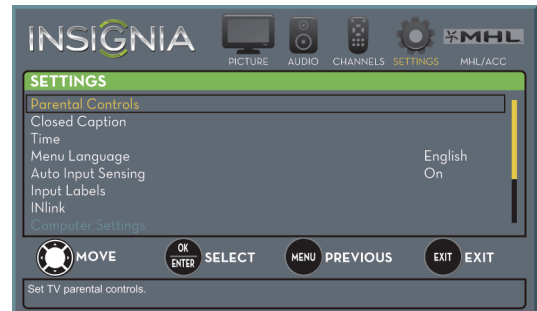 INSIGNIA
PICTURE AUDIO CHANNELS SETTINGS MHL MHL/ACC
SETTINGS
Parental Controls
Closed Caption
Time
Menu Language English
Auto Input Sensing On
Input Labels
INlink
Computer Settings
MOVE OK ENTER SELECT MENU PREVIOUS EXIT EXIT
Set TV parental controls.